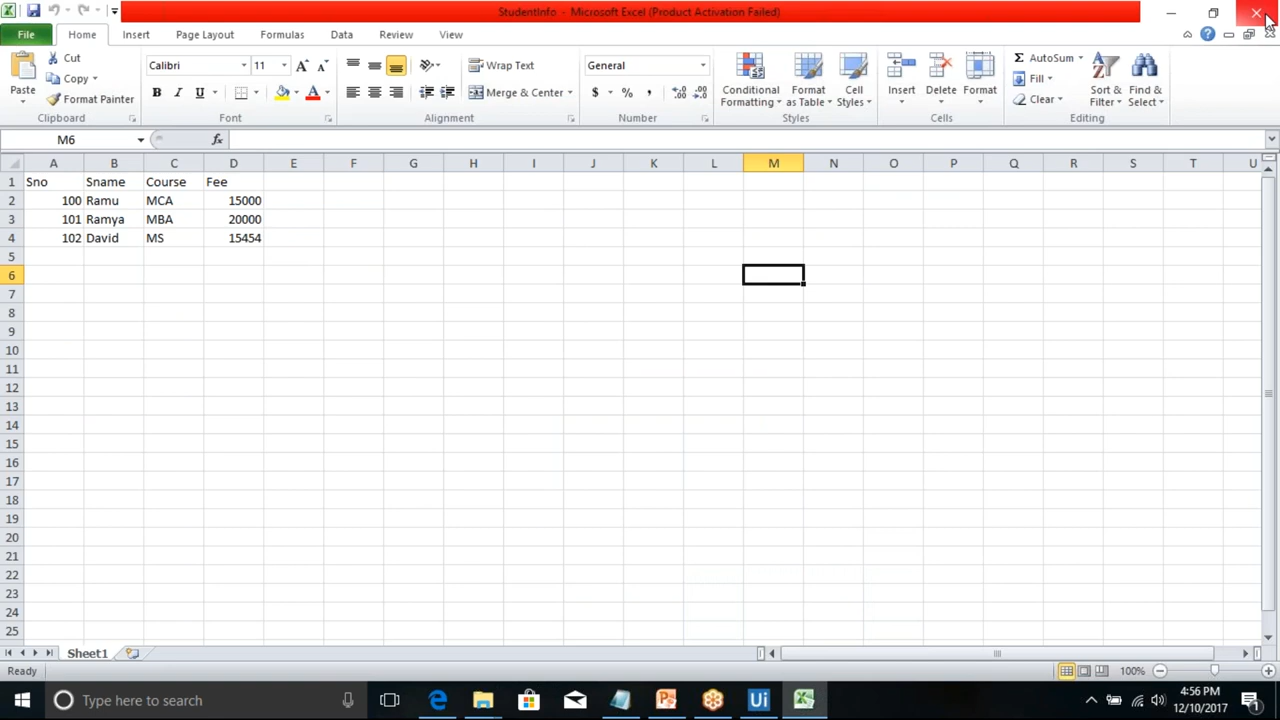 StudentInfo - Microsoft Excel (Product Activation Failed)
File Home Insert Page Layout Formulas Data Review View
Cut
Copy
Format Painter
Paste
Clipboard
Calibri 11
B I U
Font
Wrap Text
Merge & Center
Alignment
General
$ % ,
Number
Conditional Formatting
Format as Table
Cell Styles
Styles
Insert
Delete
Format
Cells
AutoSum
Fill
Clear
Sort & Filter
Find & Select
Editing
M6 fx
A B C D E F G H I J K L M N O P Q R S T U
1 Sno Sname Course Fee
2 100 Ramu MCA 15000
3 101 Ramya MBA 20000
4 102 David MS 15454
5
6
7
8
9
10
11
12
13
14
15
16
17
18
19
20
21
22
23
24
25
Sheet1
Ready 100%
Type here to search
Ui
4:56 PM
12/10/2017
1